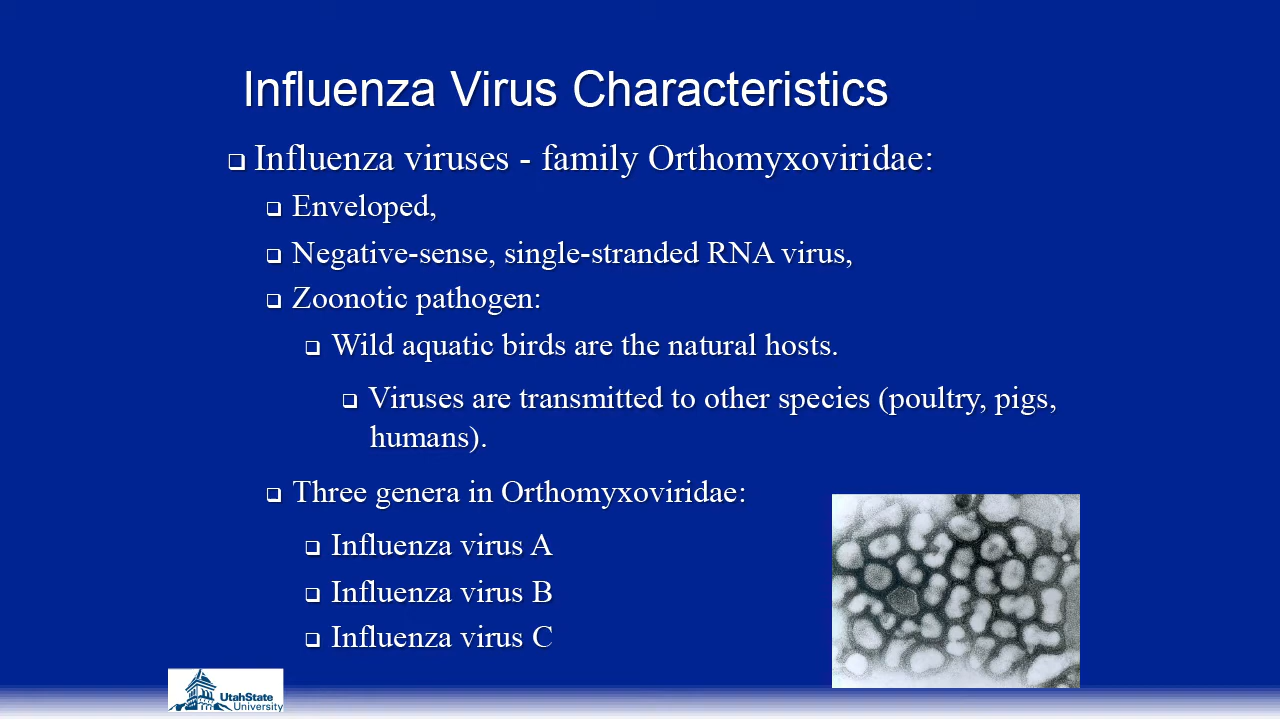 Influenza Virus Characteristics
Influenza viruses - family Orthomyxoviridae:
Enveloped,
Negative-sense, single-stranded RNA virus,
Zoonotic pathogen:
Wild aquatic birds are the natural hosts.
Viruses are transmitted to other species (poultry, pigs,
humans).
Three genera in Orthomyxoviridae:
Influenza virus A
Influenza virus B
Influenza virus C
UtahState
University